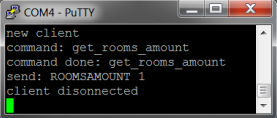 COM4 - PuTTY
new client
command: get_rooms_amount
command done: get_rooms_amount
send: ROOMSAMOUNT 1
client disonnected